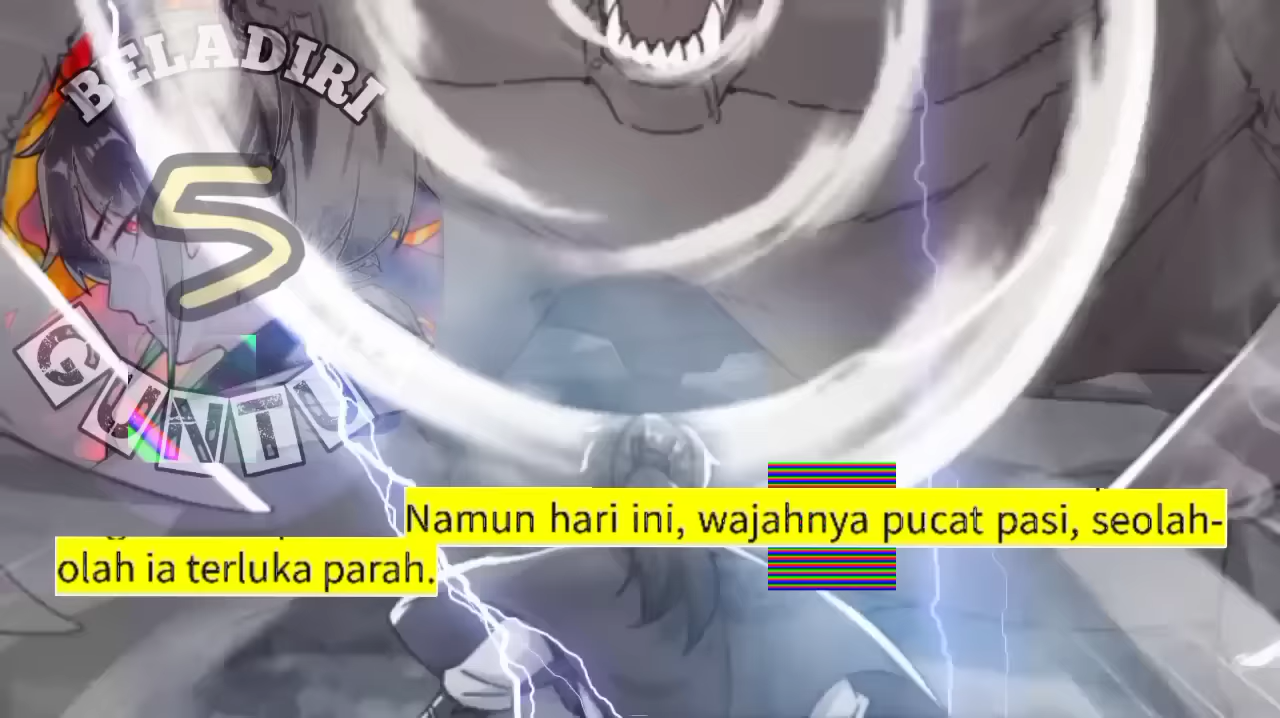 BELADIRI
5
GUNTU
Namun hari ini, wajahnya pucat pasi, seolah-
olah ia terluka parah.